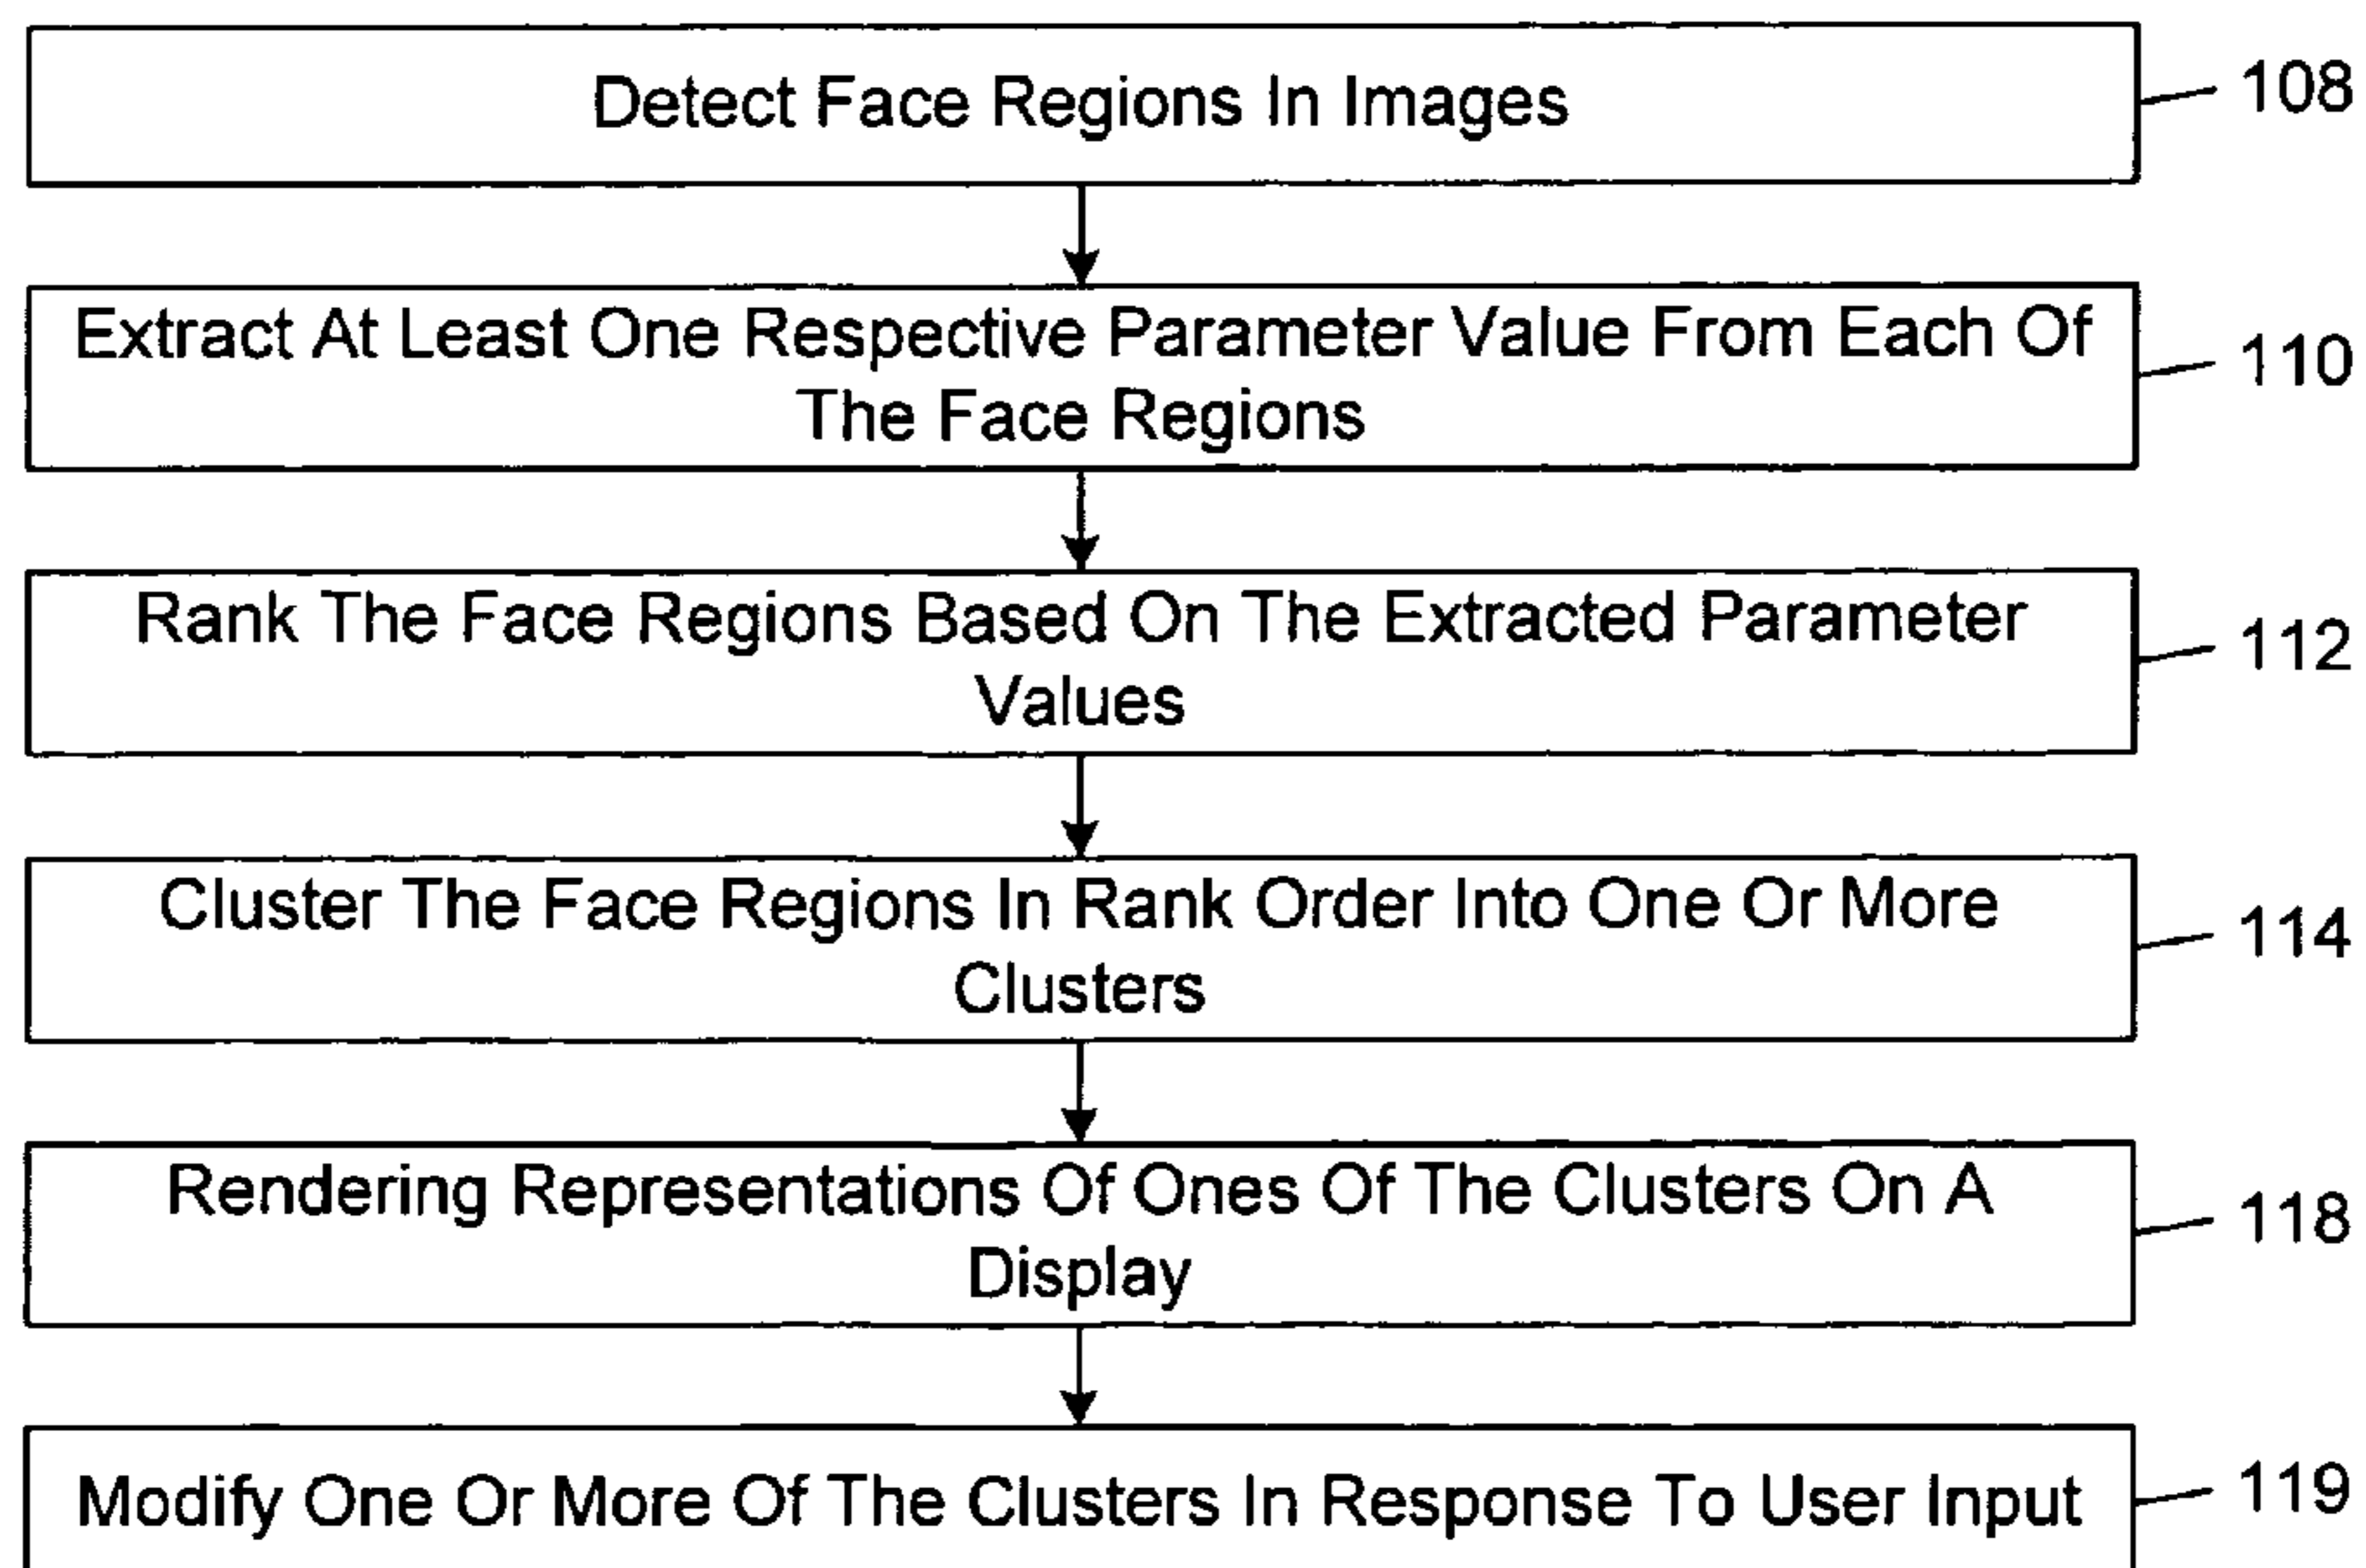 Detect Face Regions In Images
108
Extract At Least One Respective Parameter Value From Each Of
The Face Regions
110
Rank The Face Regions Based On The Extracted Parameter
Values
112
Cluster The Face Regions In Rank Order Into One Or More
Clusters
114
Rendering Representations Of Ones Of The Clusters On A
Display
118
Modify One Or More Of The Clusters In Response To User Input
119